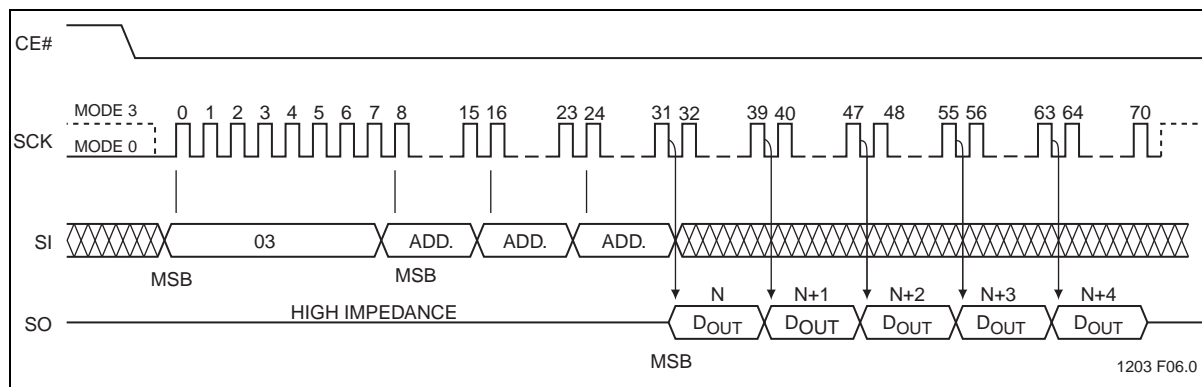 CE#
MODE 3
0 1 2 3 4 5 6 7 8 15 16 23 24 31 32 39 40 47 48 55 56 63 64 70
SCK
MODE 0
SI
03 ADD. ADD. ADD.
MSB MSB
N N+1 N+2 N+3 N+4
HIGH IMPEDANCE
SO
DOUT DOUT DOUT DOUT DOUT
MSB
1203 F06.0